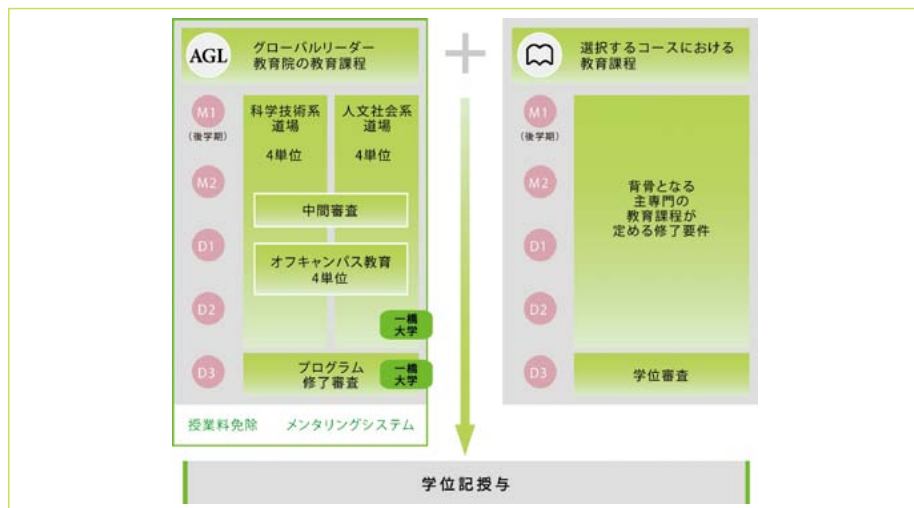 AGL
グローバルリーダー
教育院の教育課程
M1
(後学期)
M2
D1
D2
D3
科学技術系
道場
4単位
人文社会系
道場
4単位
中間審査
オフキャンパス教育
4単位
一橋
大学
プログラム
修了審査
一橋
大学
授業料免除 メンタリングシステム
+
選択するコースにおける
教育課程
M1
(後学期)
M2
D1
D2
D3
背骨となる
主専門の
教育課程が
定める修了要件
学位審査
学位記授与